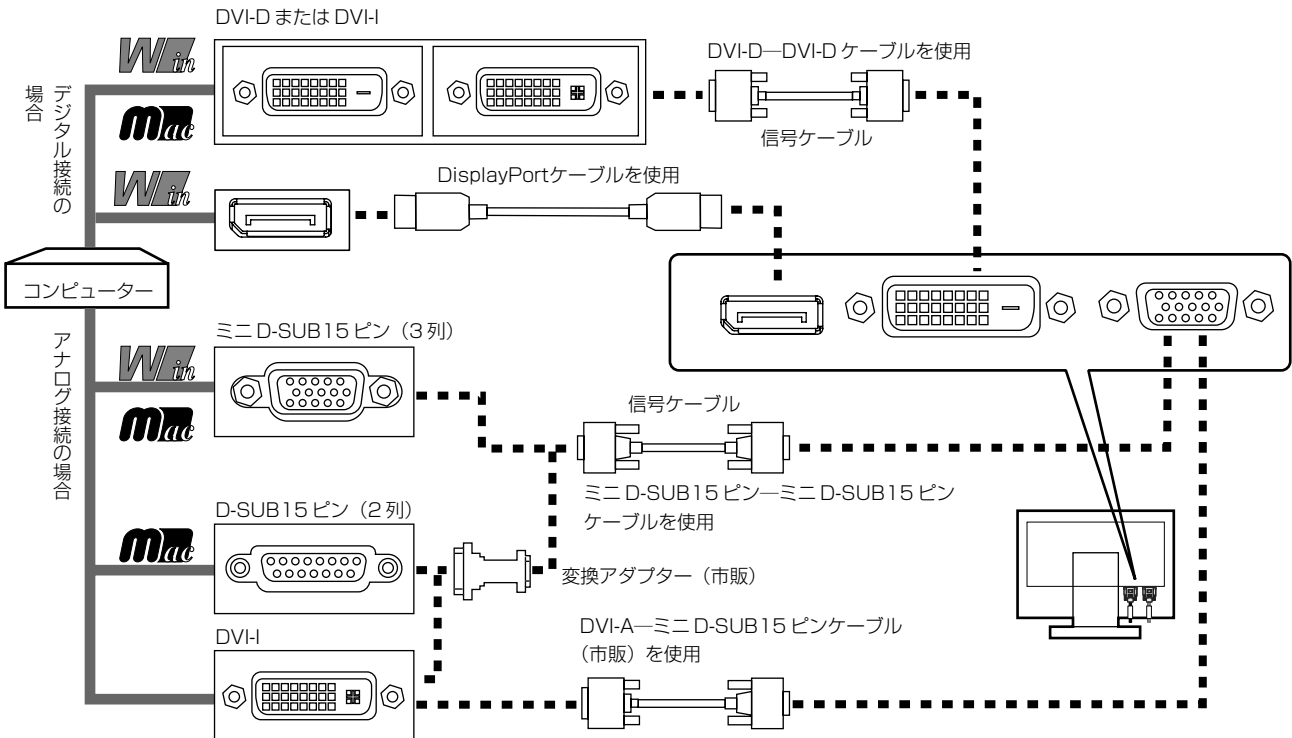 DVI-D または DVI-I
Win
Mac
DVI-D—DVI-D ケーブルを使用
信号ケーブル
デジタル接続の
場合
Win
DisplayPortケーブルを使用
コンピューター
アナログ接続の場合
ミニ D-SUB15 ピン（3 列）
Win
Mac
信号ケーブル
ミニ D-SUB15 ピン—ミニ D-SUB15 ピン
ケーブルを使用
D-SUB15 ピン（2 列）
Mac
変換アダプター（市販）
DVI-I
DVI-A—ミニ D-SUB15 ピンケーブル
（市販）を使用